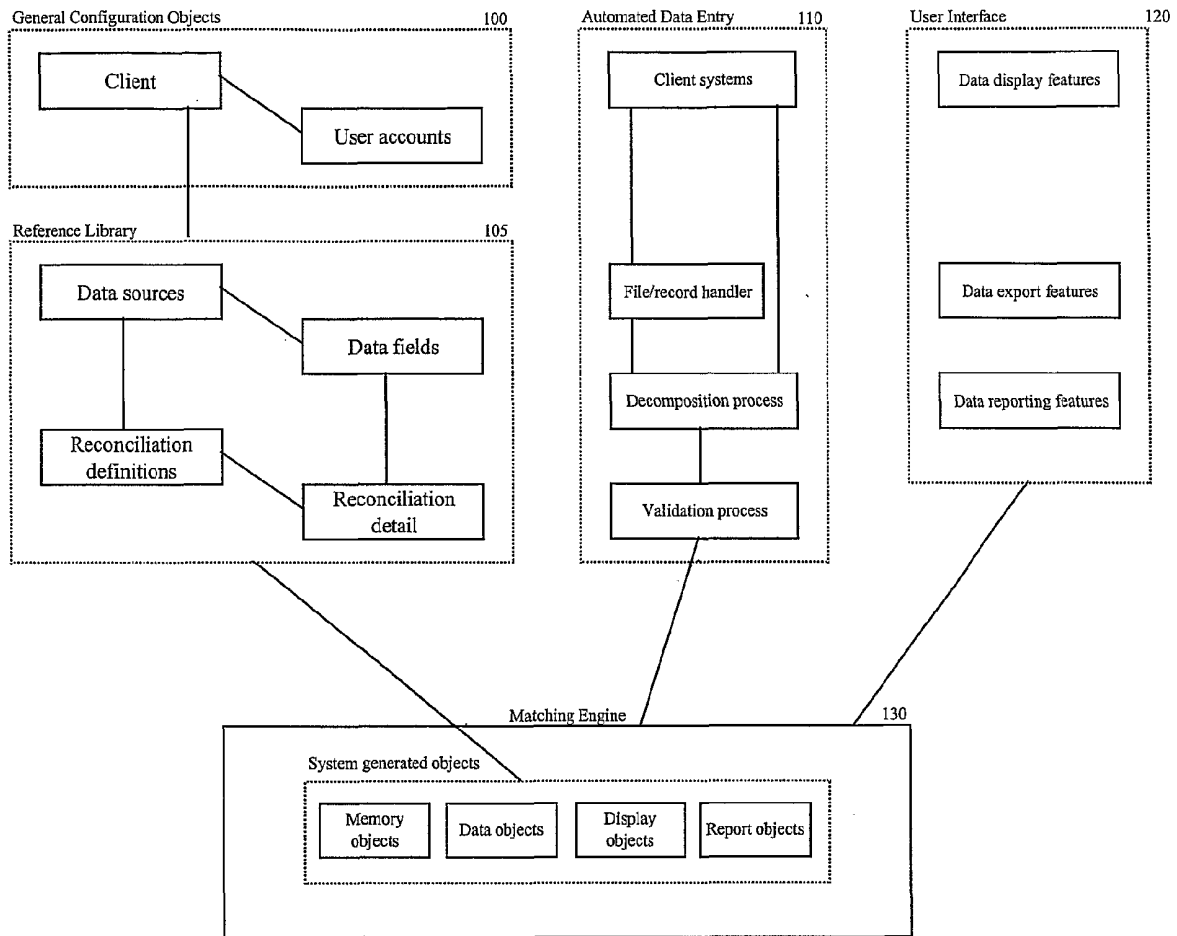 General Configuration Objects 100
Client
User accounts
Reference Library 105
Data sources
Data fields
Reconciliation
definitions
Reconciliation
detail
Automated Data Entry 110
Client systems
File/record handler
Decomposition process
Validation process
User Interface 120
Data display features
Data export features
Data reporting features
Matching Engine 130
System generated objects
Memory
objects
Data objects
Display
objects
Report objects